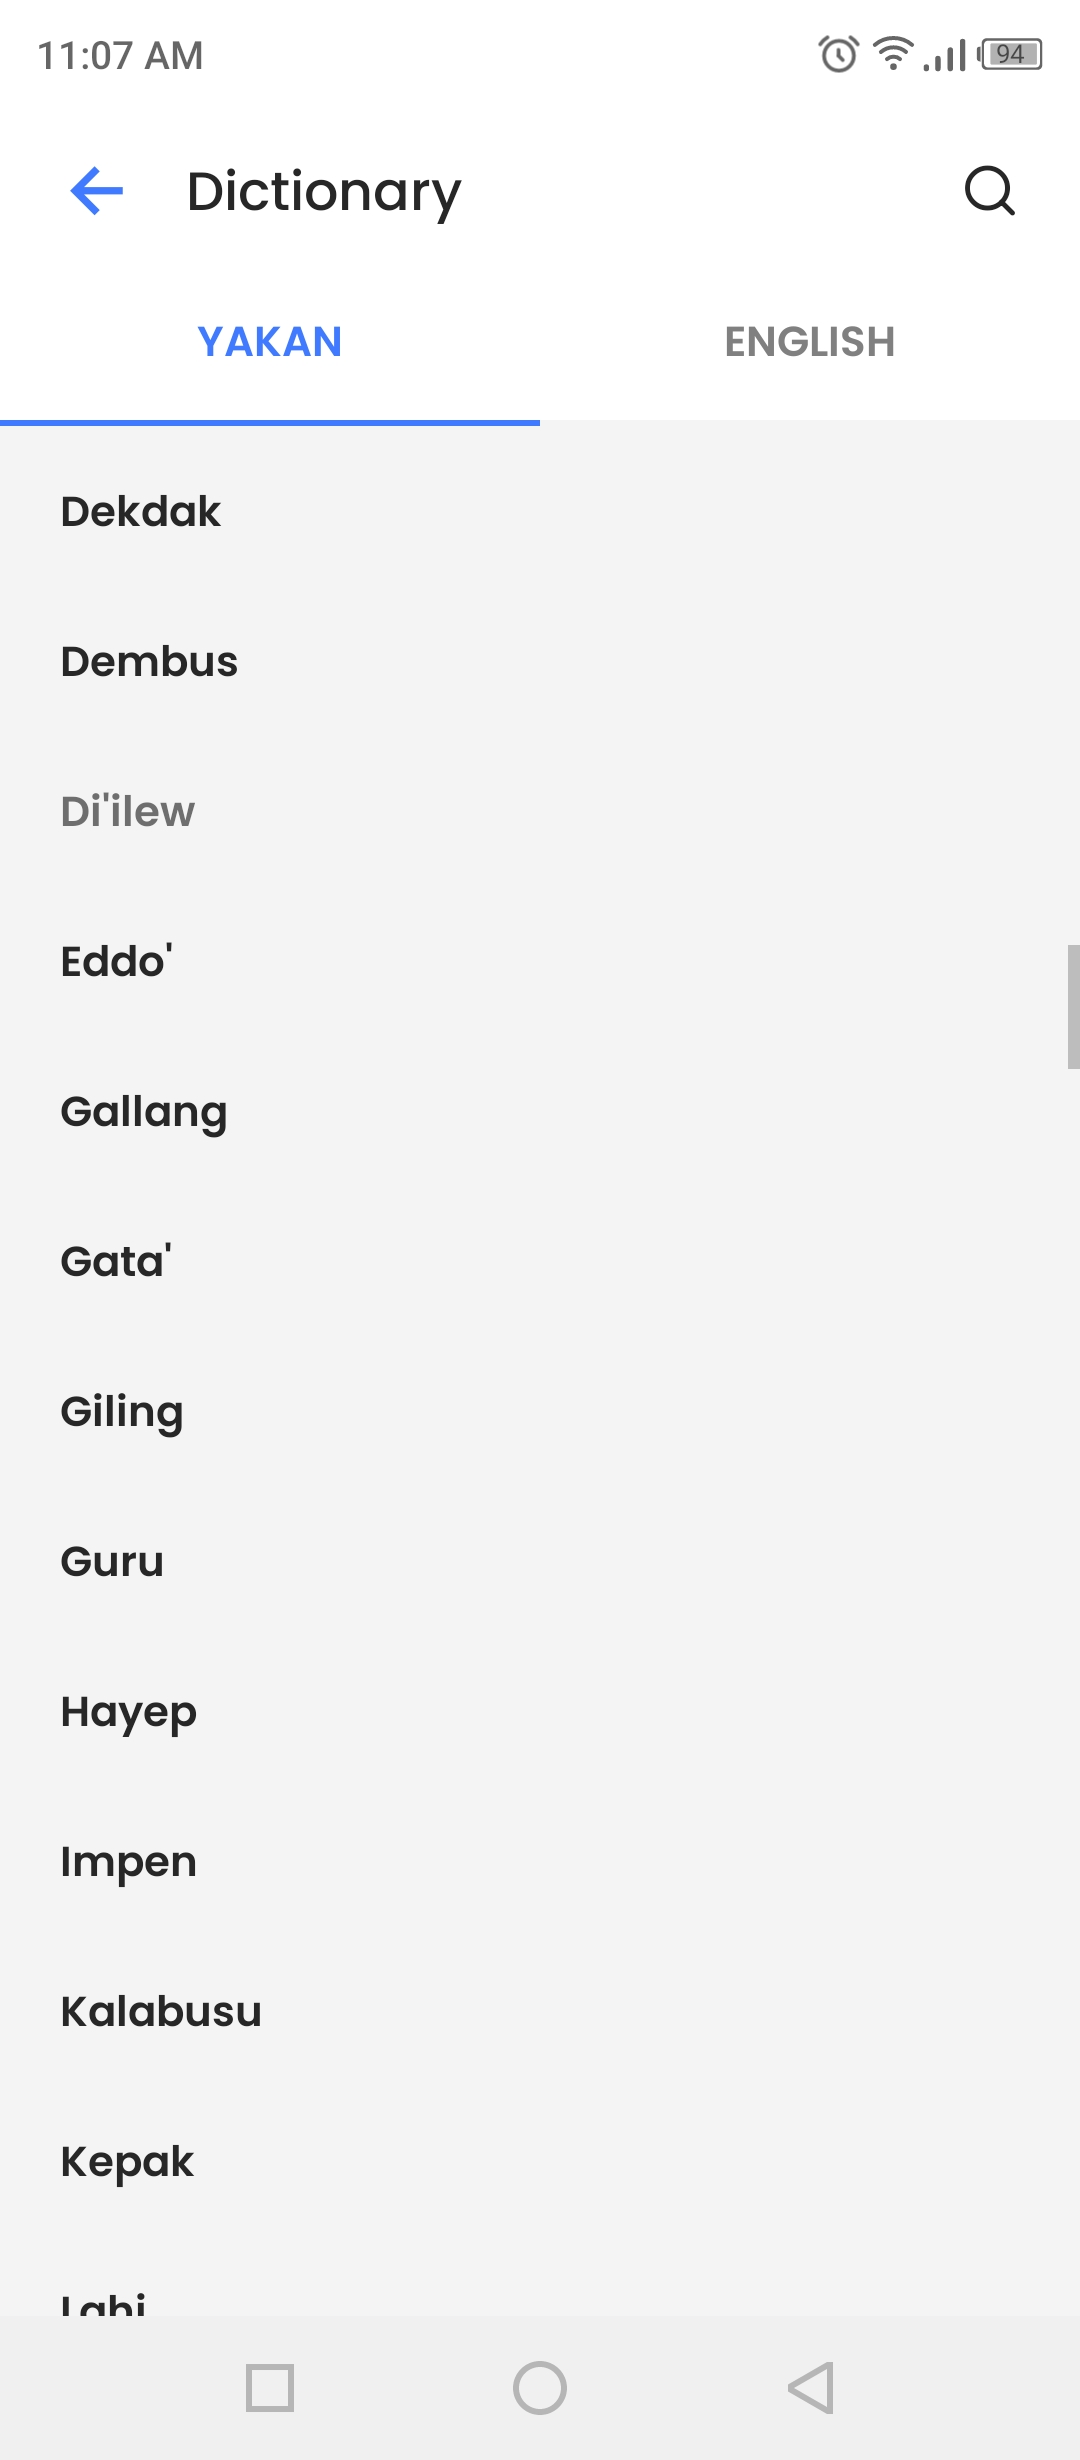 11:07 AM
94
Dictionary
YAKAN
ENGLISH
Dekdak
Dembus
Di'ilew
Eddo'
Gallang
Gata'
Giling
Guru
Hayep
Impen
Kalabusu
Kepak
Lahi